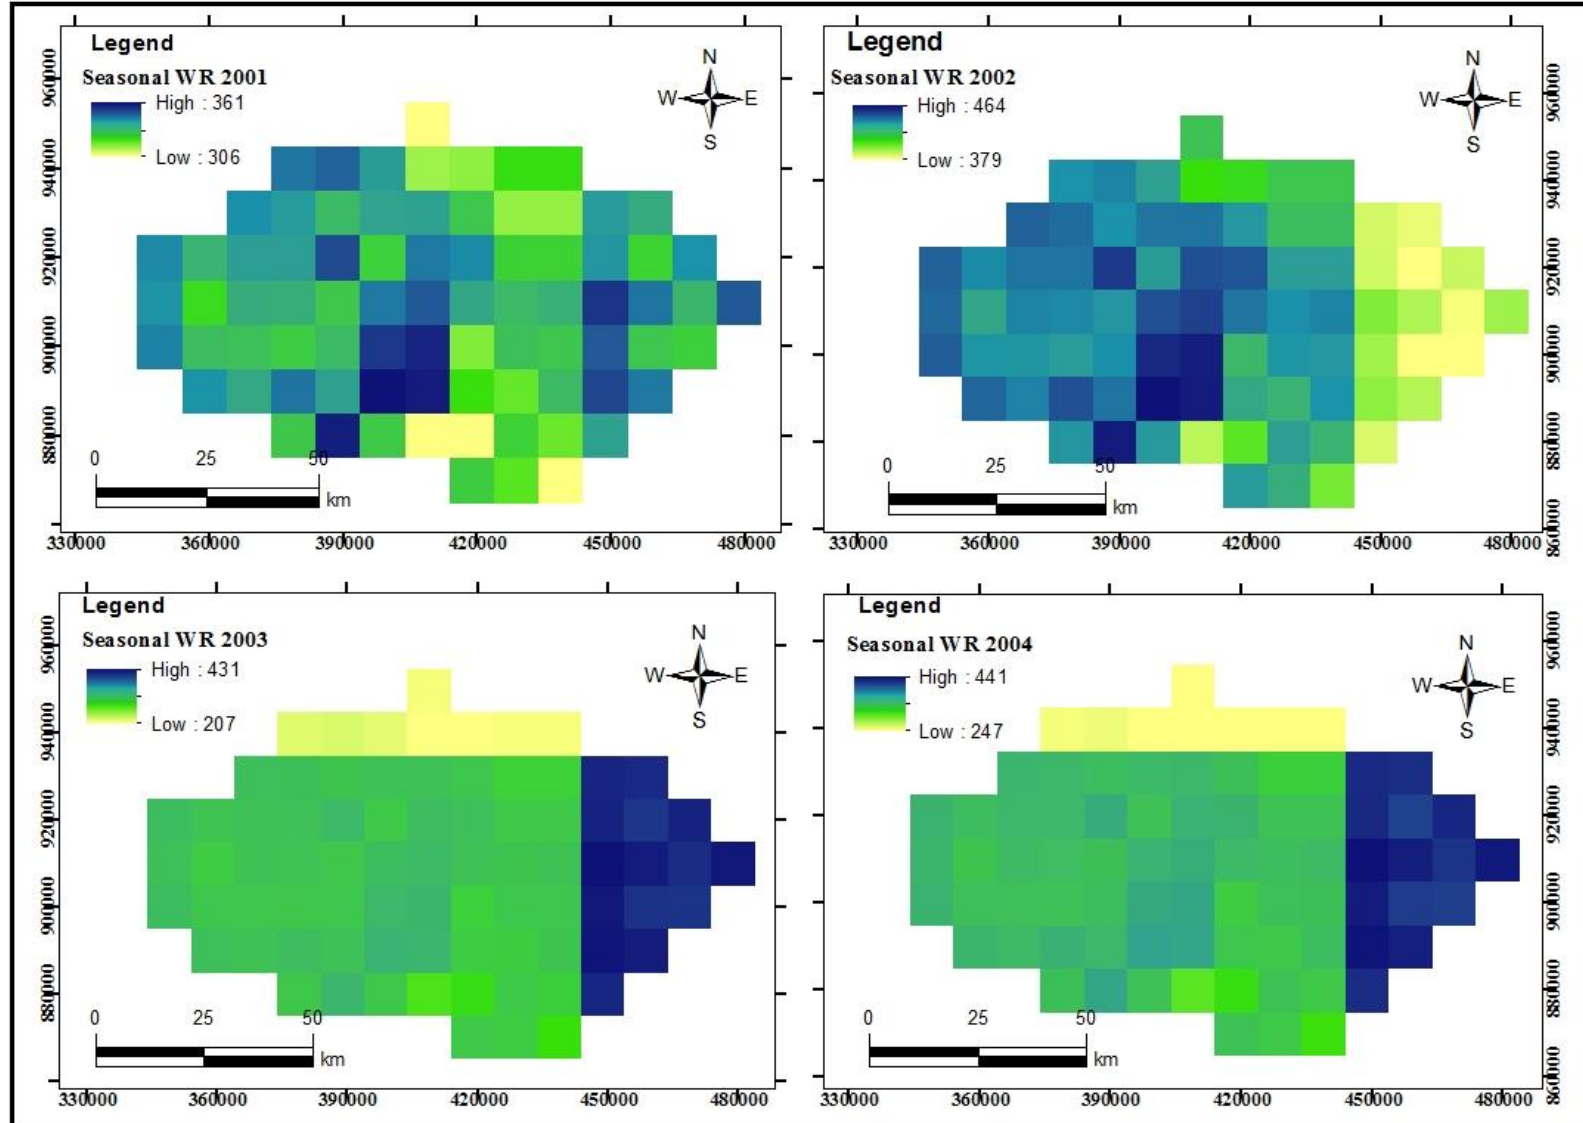 Legend
Seasonal WR 2001
High : 361
Low : 306
N
W E
S
960000
940000
920000
900000
880000
0 25 50
km
330000 360000 390000 420000 450000 480000
Legend
Seasonal WR 2002
High : 464
Low : 379
N
W E
S
960000
940000
920000
900000
880000
860000
0 25 50
km
330000 360000 390000 420000 450000 480000
Legend
Seasonal WR 2003
High : 431
Low : 207
N
W E
S
960000
940000
920000
900000
880000
0 25 50
km
330000 360000 390000 420000 450000 480000
Legend
Seasonal WR 2004
High : 441
Low : 247
N
W E
S
960000
940000
920000
900000
880000
860000
0 25 50
km
330000 360000 390000 420000 450000 480000